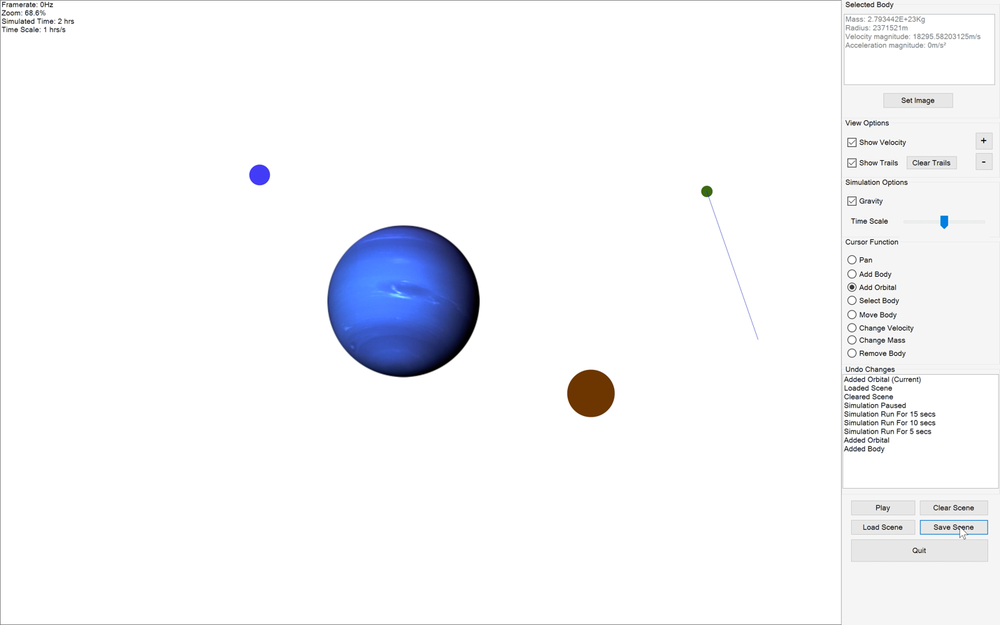 Framerate: 0Hz
Zoom: 68.6%
Simulated Time: 2 hrs
Time Scale: 1 hrs/s
Selected Body
Mass: 2.793442E+23Kg
Radius: 2371521m
Velocity magnitude: 18295.58203125m/s
Acceleration magnitude: 0m/s²
Set Image
View Options
Show Velocity
+
Show Trails
Clear Trails
-
Simulation Options
Gravity
Time Scale
Cursor Function
Pan
Add Body
Add Orbital
Select Body
Move Body
Change Velocity
Change Mass
Remove Body
Undo Changes
Added Orbital (Current)
Loaded Scene
Cleared Scene
Simulation Paused
Simulation Run For 15 secs
Simulation Run For 10 secs
Simulation Run For 5 secs
Added Orbital
Added Body
Play
Clear Scene
Load Scene
Save Scene
Quit